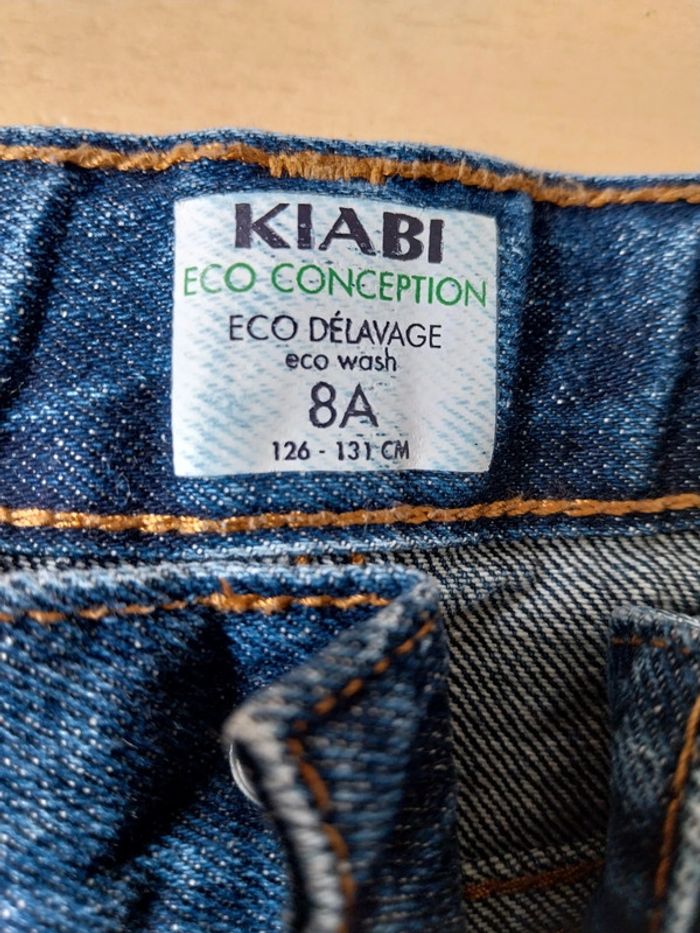 KIABI
ECO CONCEPTION
ECO DÉLAVAGE
eco wash
8A
126 - 131 CM